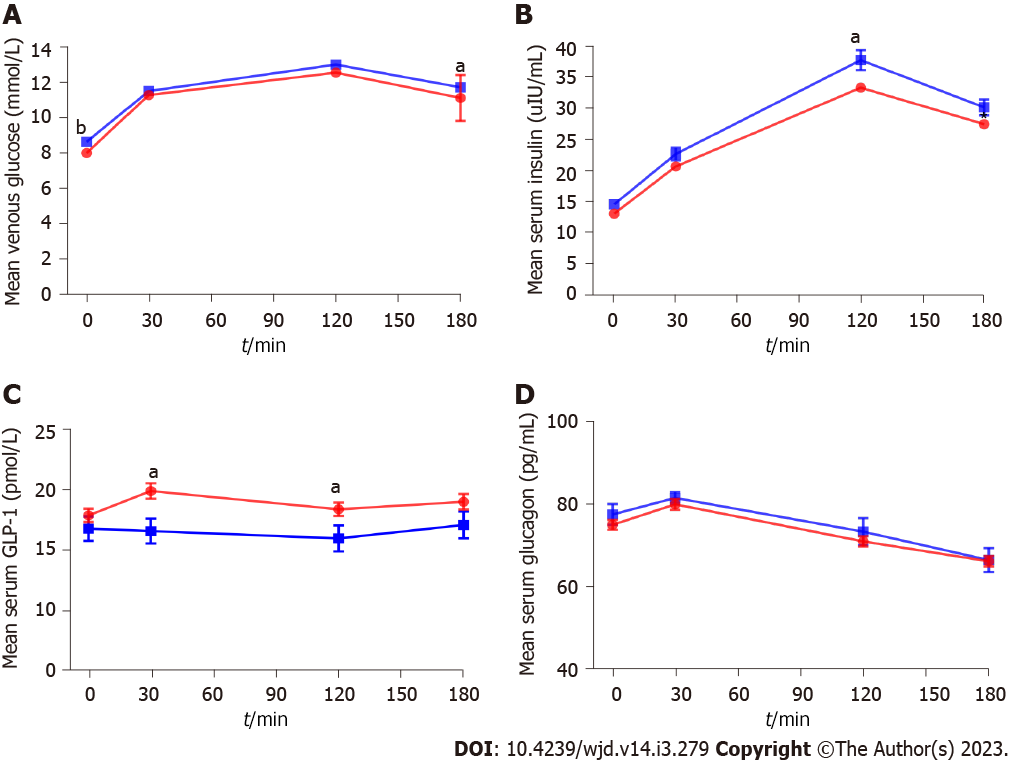 A
Mean venous glucose (mmol/L)
14
12
10
8
6
4
2
0
b
a
0 30 60 90 120 150 180
t/min
B
Mean serum insulin (uIU/mL)
40
35
30
25
20
15
10
5
0
a
*
0 30 60 90 120 150 180
t/min
C
Mean serum GLP-1 (pmol/L)
25
20
15
10
0
a
a
0 30 60 90 120 150 180
t/min
D
Mean serum glucagon (pg/mL)
100
80
60
40
0 30 60 90 120 150 180
t/min
DOI: 10.4239/wjd.v14.i3.279 Copyright ©The Author(s) 2023.